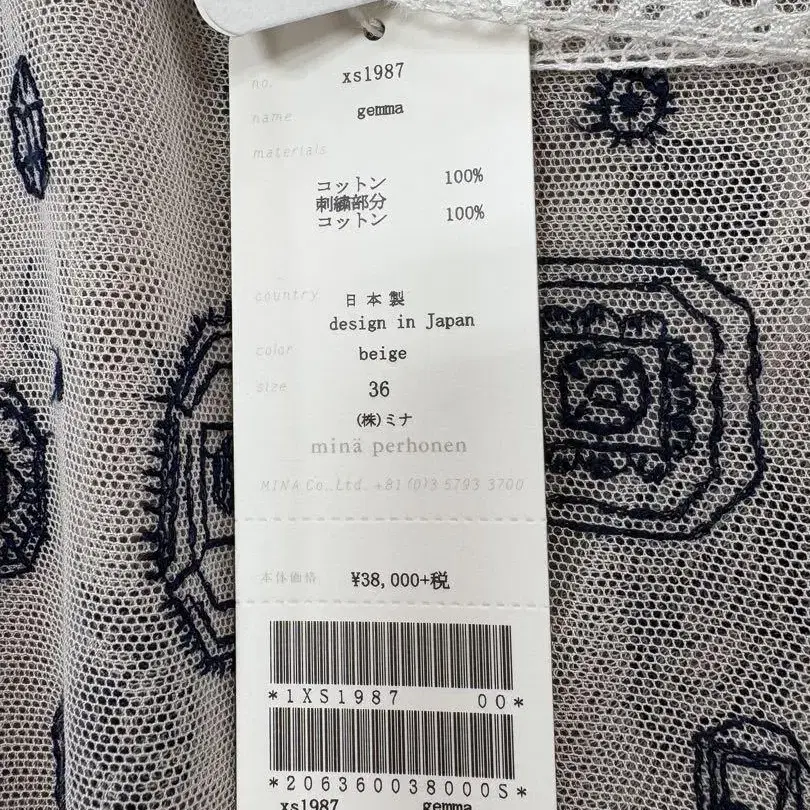 no. xs1987
name gemma
materials
コットン 100%
刺繍部分
コットン 100%
country 日本製
design in Japan
color beige
size 36
(株)ミナ
minä perhonen
MINA Co.,Ltd. +81 (0)3 5793 3700
本体価格 ¥38,000+税
*1XS1987 00*
*206360038000S*
xs1987 gemma